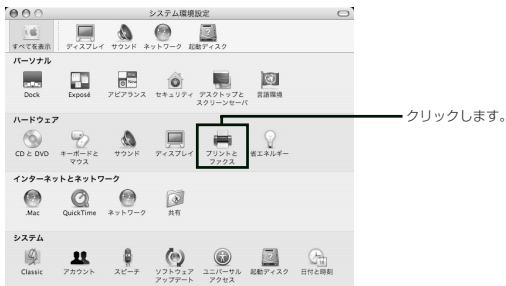 システム環境設定
すべてを表示 ディスプレイ サウンド ネットワーク 起動ディスク
パーソナル
Dock Exposé アピアランス セキュリティ デスクトップと スクリーンセーバ 言語環境
ハードウェア
クリックします。
CD と DVD キーボードと マウス サウンド ディスプレイ プリントと ファクス 省エネルギー
インターネットとネットワーク
.Mac QuickTime ネットワーク 共有
システム
Classic アカウント スピーチ ソフトウェア アップデート ユニバーサル アクセス 起動ディスク 日付と時刻